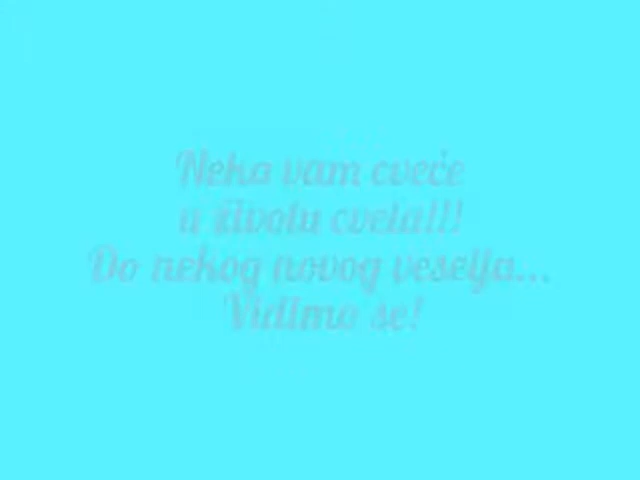 Neka vam cveće
u životu cveta!!!
Do nekog novog veselja...
Vidimo se!